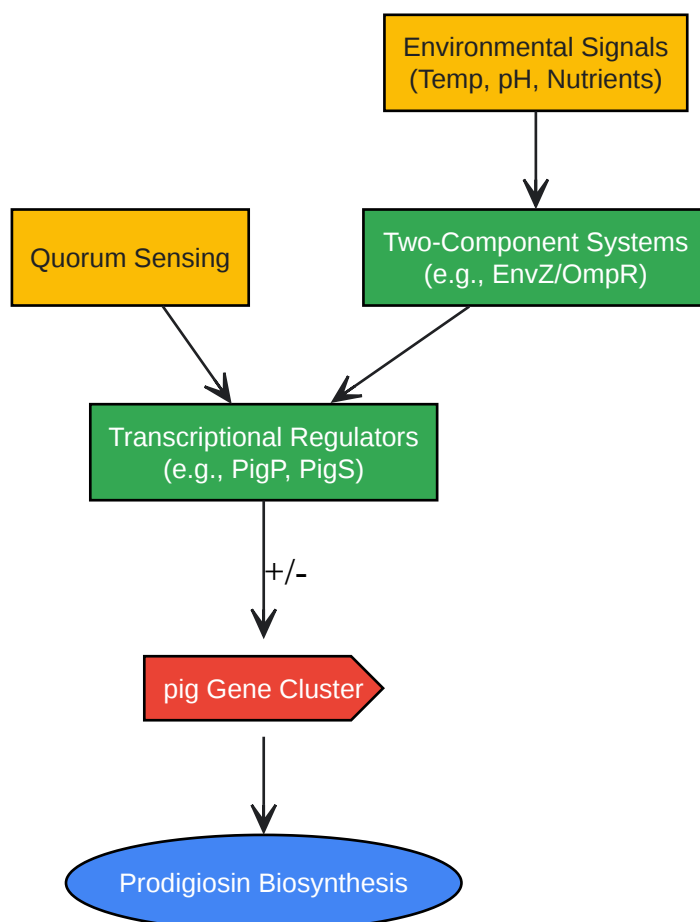 Environmental Signals
(Temp, pH, Nutrients)
Quorum Sensing
Two-Component Systems
(e.g., EnvZ/OmpR)
Transcriptional Regulators
(e.g., PigP, PigS)
+/-
pig Gene Cluster
Prodigiosin Biosynthesis